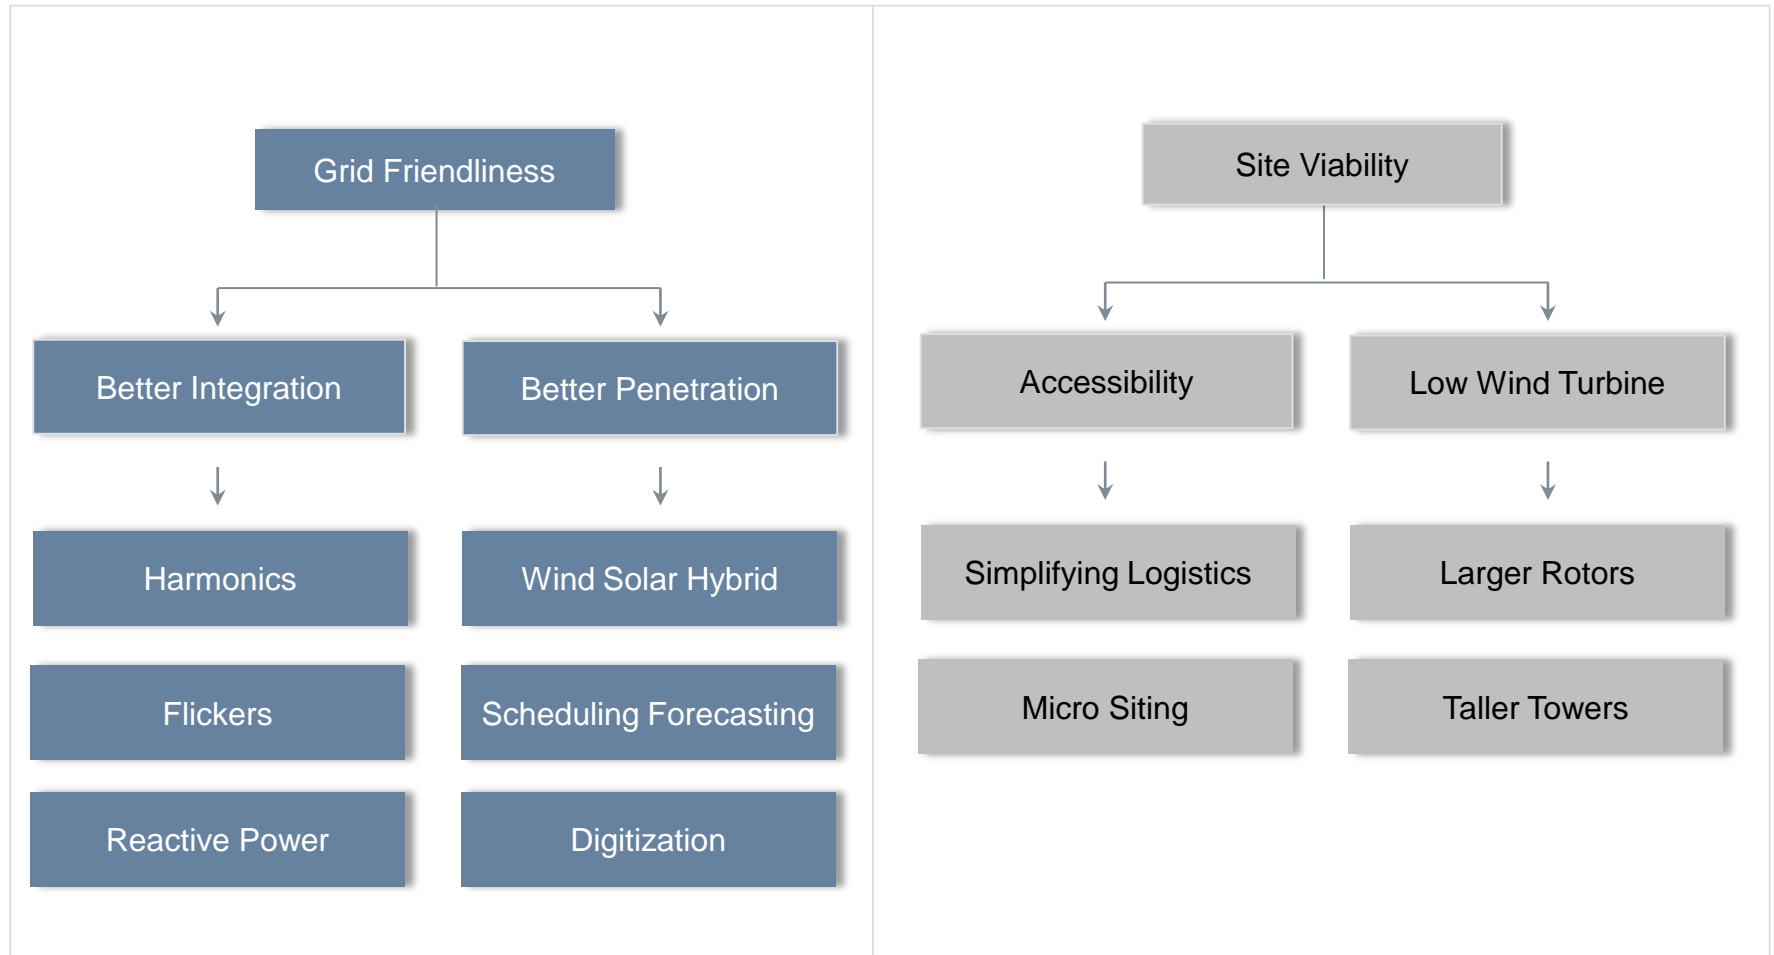 Grid Friendliness
Better Integration
Better Penetration
Harmonics
Wind Solar Hybrid
Flickers
Scheduling Forecasting
Reactive Power
Digitization
Site Viability
Accessibility
Low Wind Turbine
Simplifying Logistics
Larger Rotors
Micro Siting
Taller Towers